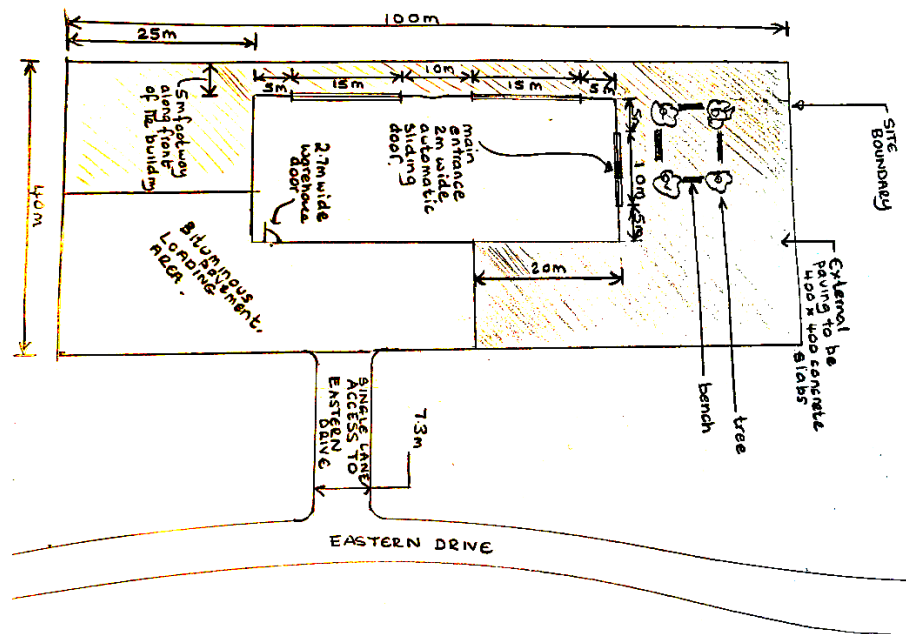 100m
25m
40m
.5m footway
along front
of the building
5m
15m
10m
15m
5m
main
entrance
2m wide
automatic
sliding
door.
5m
10m
5m
2.7m wide
warehouse
door
Bituminous
pavement.
LOADING
AREA.
20m
SITE
BOUNDARY
External
paving to be
400 x 400 concrete
slabs
bench
tree
SINGLE LANE
ACCESS TO
EASTERN
DRIVE
7.3m
EASTERN DRIVE